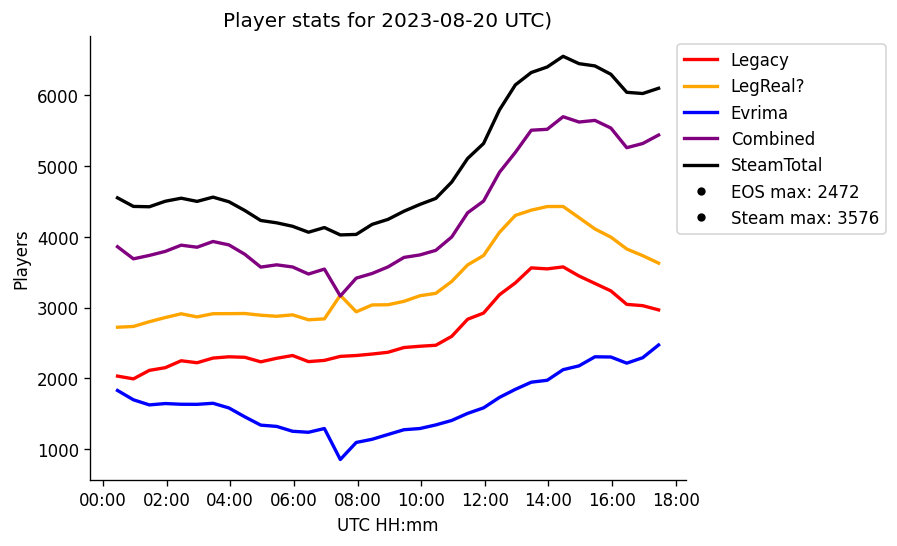 Player stats for 2023-08-20 UTC)
Legacy
LegReal?
Evrima
Combined
SteamTotal
EOS max: 2472
Steam max: 3576
Players
6000
5000
4000
3000
2000
1000
00:00 02:00 04:00 06:00 08:00 10:00 12:00 14:00 16:00 18:00
UTC HH:mm